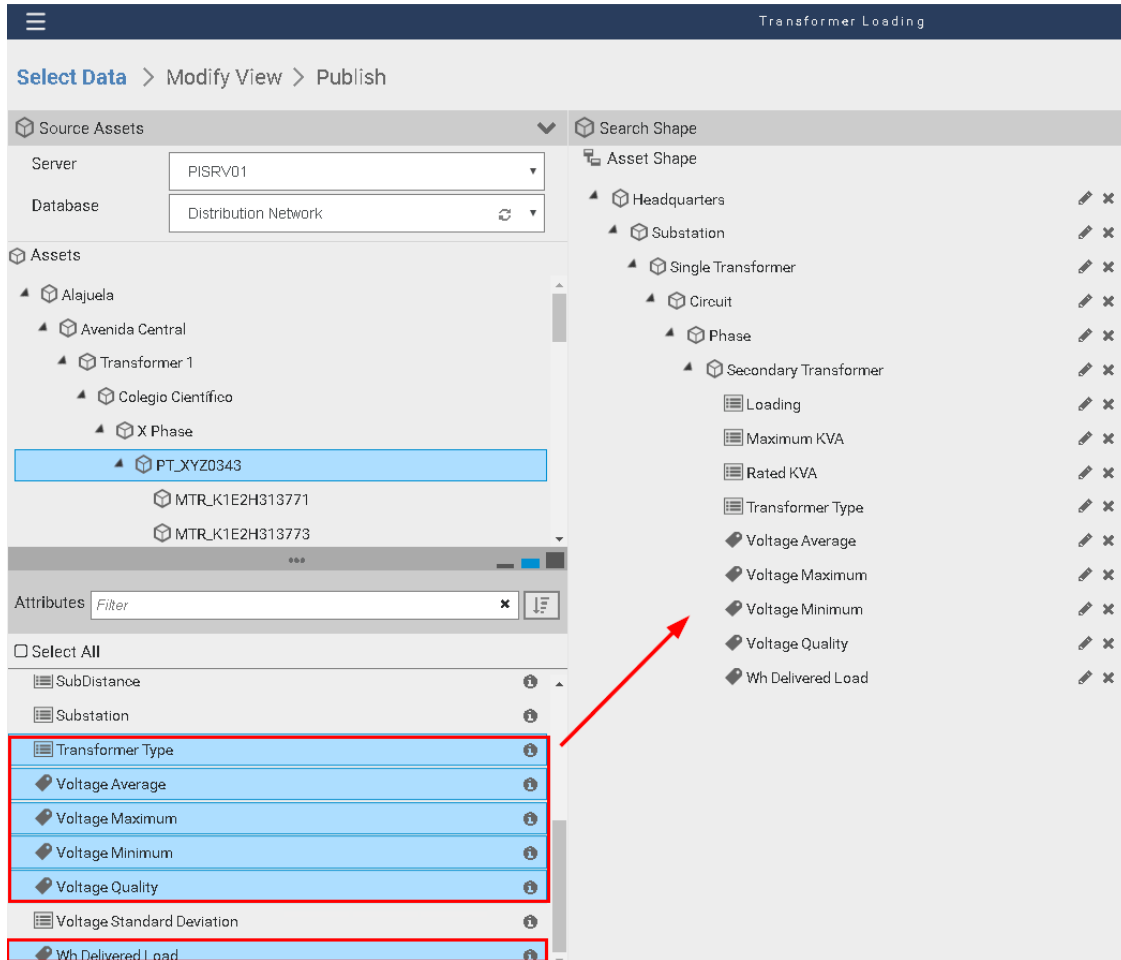 Transformer Loading
Select Data > Modify View > Publish
Source Assets
Server
PISRV01
Database
Distribution Network
Assets
Alajuela
Avenida Central
Transformer 1
Colegio Científico
X Phase
PT_XYZ0343
MTR_K1E2H313771
MTR_K1E2H313773
Attributes
Filter
Select All
SubDistance
Substation
Transformer Type
Voltage Average
Voltage Maximum
Voltage Minimum
Voltage Quality
Voltage Standard Deviation
Wh Delivered Load
Search Shape
Asset Shape
Headquarters
Substation
Single Transformer
Circuit
Phase
Secondary Transformer
Loading
Maximum KVA
Rated KVA
Transformer Type
Voltage Average
Voltage Maximum
Voltage Minimum
Voltage Quality
Wh Delivered Load